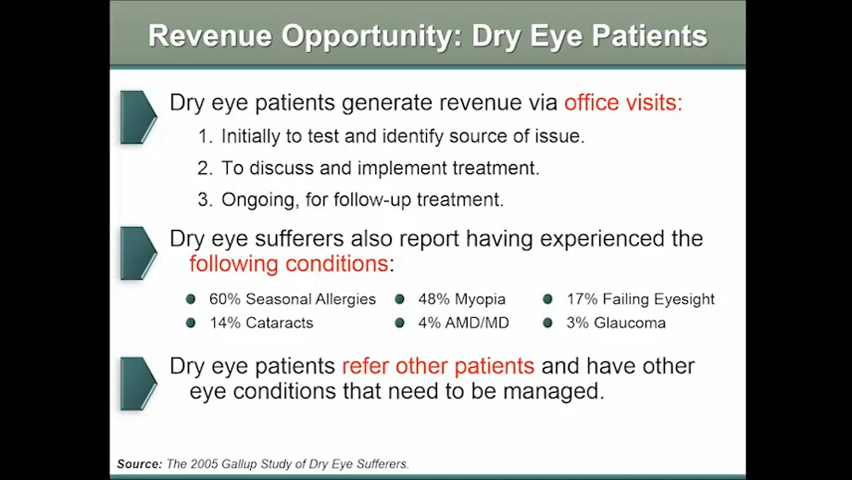 Revenue Opportunity: Dry Eye Patients
Dry eye patients generate revenue via office visits:
1. Initially to test and identify source of issue.
2. To discuss and implement treatment.
3. Ongoing, for follow-up treatment.
Dry eye sufferers also report having experienced the
following conditions:
60% Seasonal Allergies 48% Myopia 17% Failing Eyesight
14% Cataracts 4% AMD/MD 3% Glaucoma
Dry eye patients refer other patients and have other
eye conditions that need to be managed.
Source: The 2005 Gallup Study of Dry Eye Sufferers.